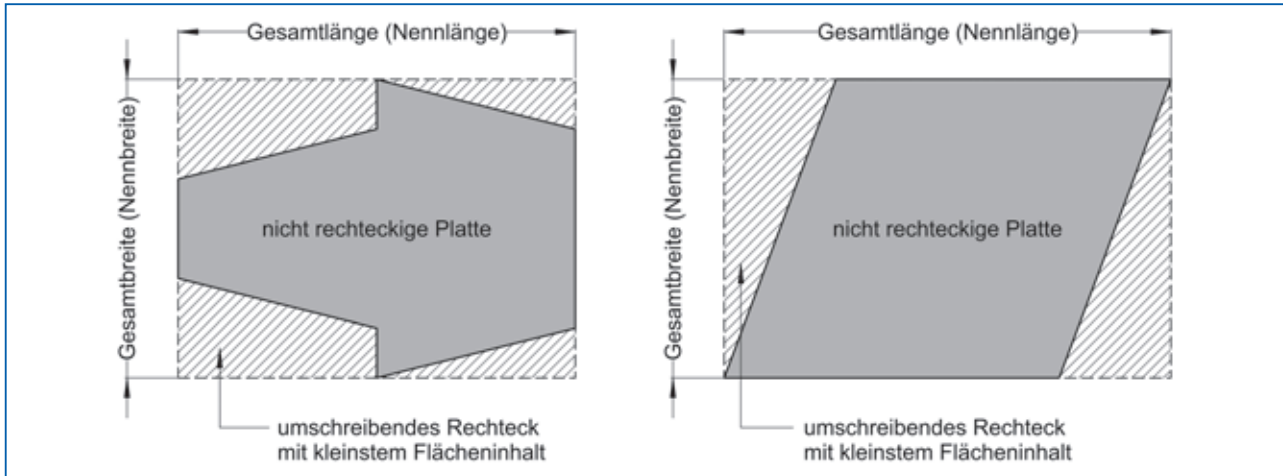 Gesamtlänge (Nennlänge)
Gesamtbreite (Nennbreite)
nicht rechteckige Platte
umschreibendes Rechteck
mit kleinstem Flächeninhalt
Gesamtlänge (Nennlänge)
Gesamtbreite (Nennbreite)
nicht rechteckige Platte
umschreibendes Rechteck
mit kleinstem Flächeninhalt